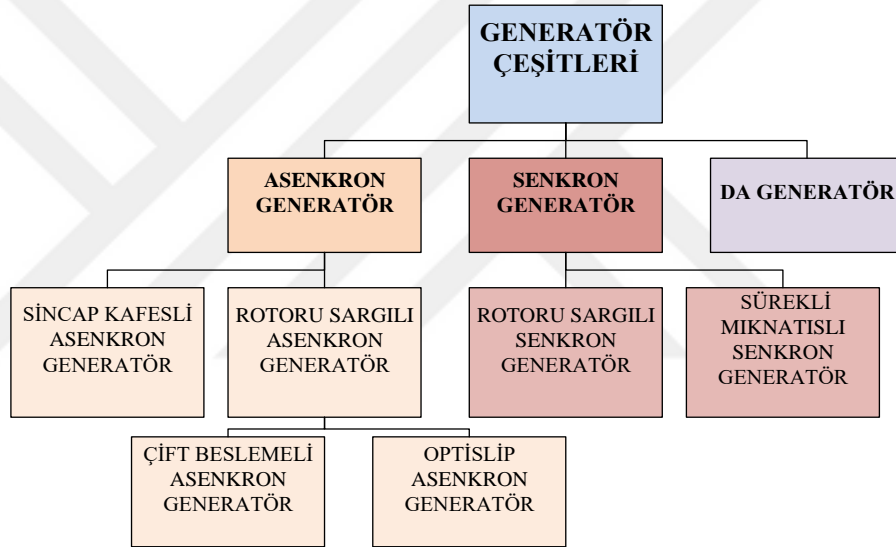 GENERATÖR
ÇEŞİTLERİ
ASENKRON
GENERATÖR
SENKRON
GENERATÖR
DA GENERATÖR
SİNCAP KAFESLİ
ASENKRON
GENERATÖR
ROTORU SARGILI
ASENKRON
GENERATÖR
ROTORU SARGILI
SENKRON
GENERATÖR
SÜREKLİ
MIKNATISLI
SENKRON
GENERATÖR
ÇİFT BESLEMELİ
ASENKRON
GENERATÖR
OPTİSLİP
ASENKRON
GENERATÖR